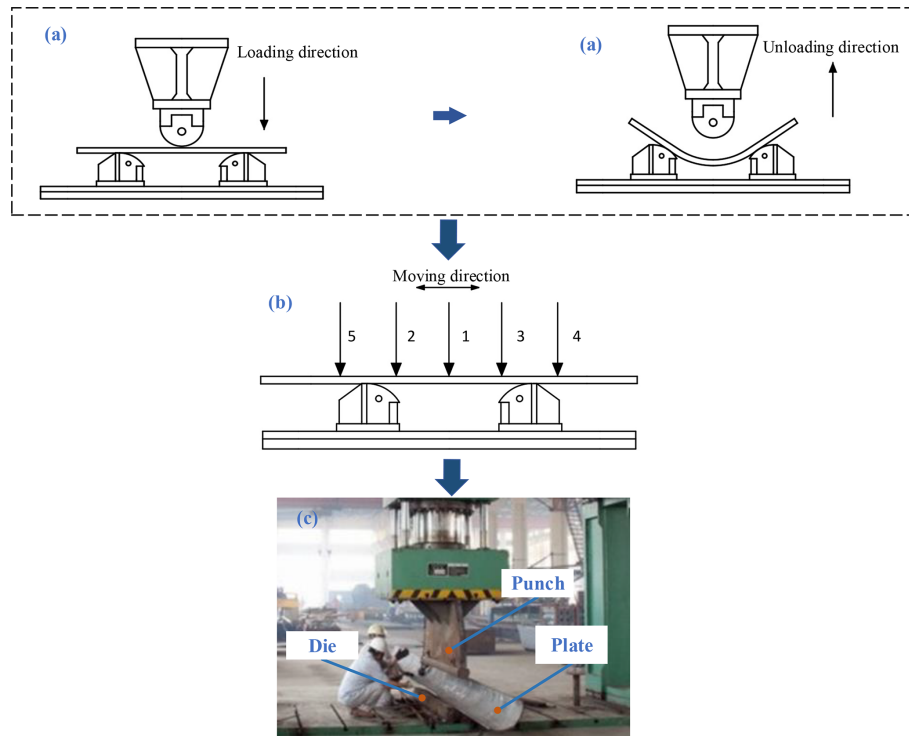 (a)
Loading direction
(a)
Unloading direction
Moving direction
(b)
5 2 1 3 4
(c)
Punch
Die
Plate